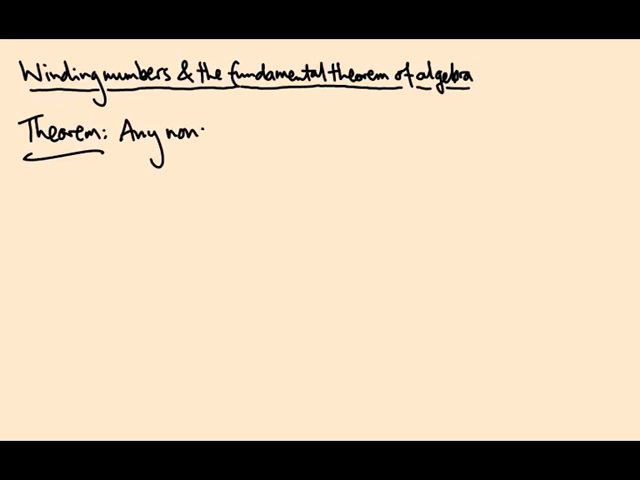 Winding numbers & the fundamental theorem of algebra
Theorem: Any non-